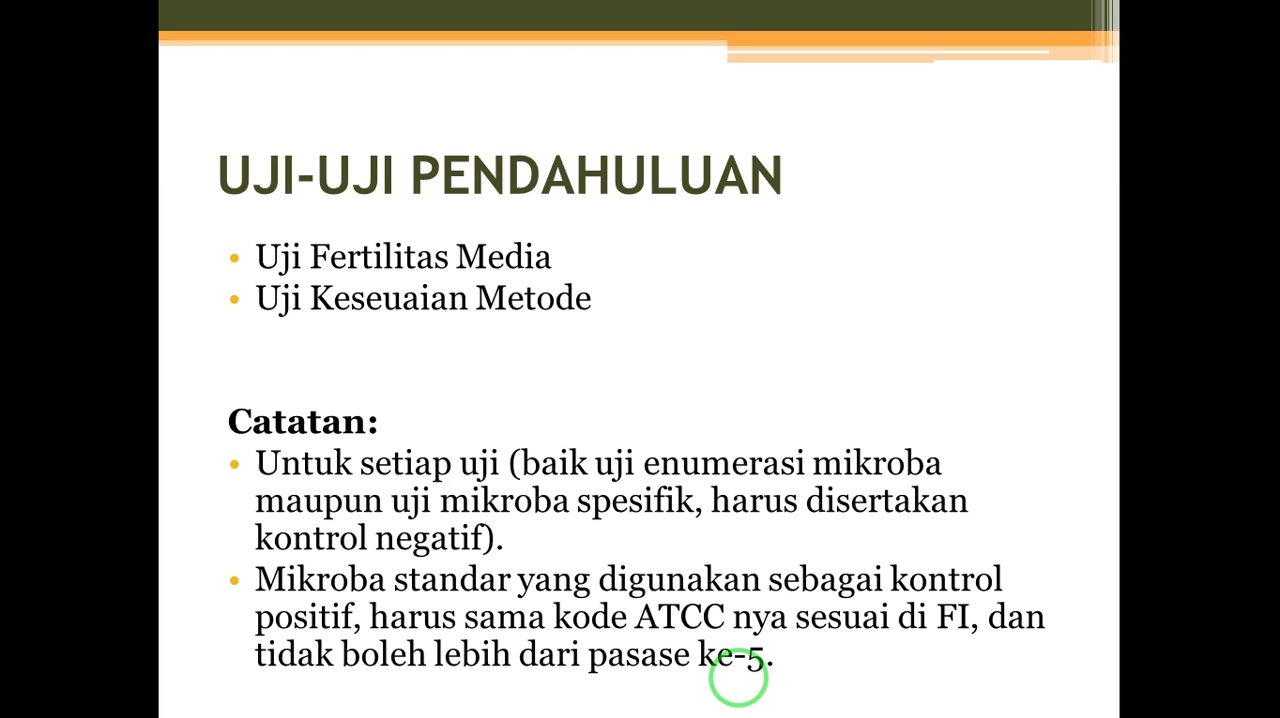 UJI-UJI PENDAHULUAN
• Uji Fertilitas Media
• Uji Keseuaian Metode
Catatan:
• Untuk setiap uji (baik uji enumerasi mikroba
maupun uji mikroba spesifik, harus disertakan
kontrol negatif).
• Mikroba standar yang digunakan sebagai kontrol
positif, harus sama kode ATCC nya sesuai di FI, dan
tidak boleh lebih dari pasase ke-5.